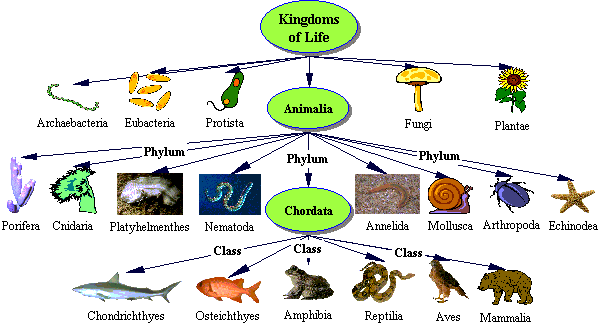 Kingdoms
of Life
Archaebacteria Eubacteria Protista Animalia Fungi Plantae
Phylum Phylum Phylum
Porifera Cnidaria Platyhelmenthes Nematoda Chordata Annelida Mollusca Arthropoda Echinodea
Class Class Class
Chondrichthyes Osteichthyes Amphibia Reptilia Aves Mammalia